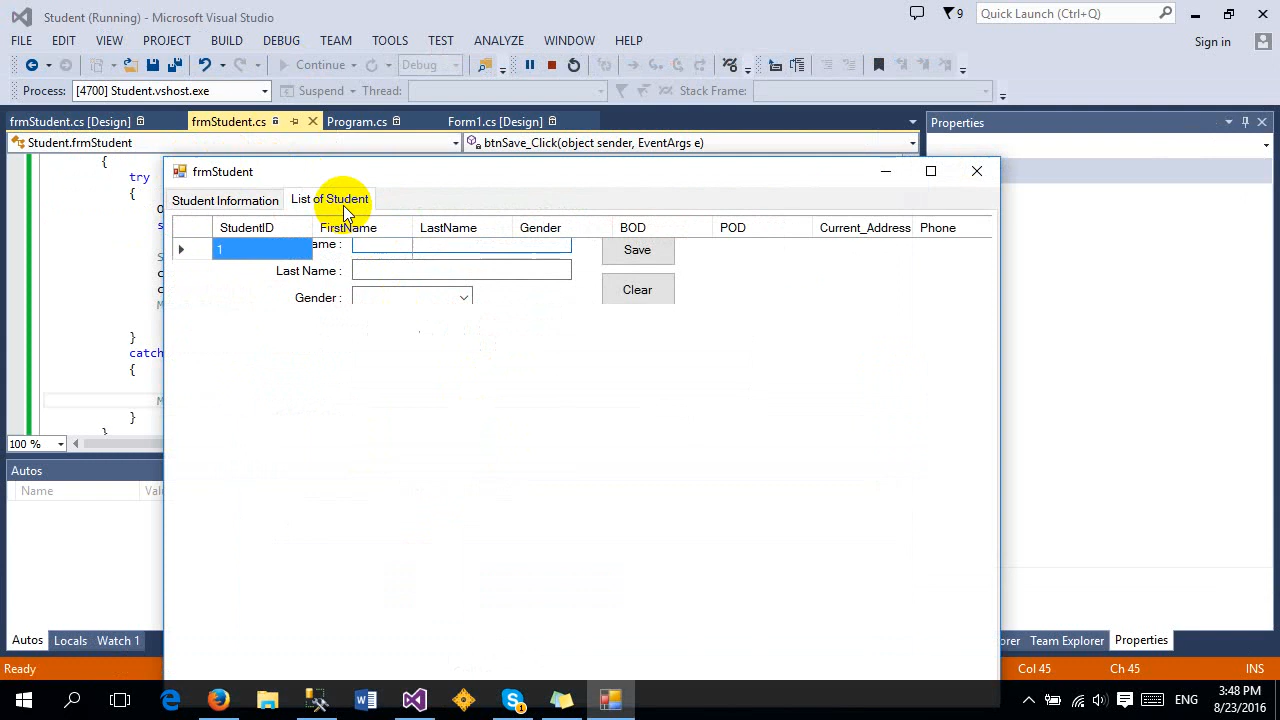 Student (Running) - Microsoft Visual Studio
9
Quick Launch (Ctrl+Q)
FILE EDIT VIEW PROJECT BUILD DEBUG TEAM TOOLS TEST ANALYZE WINDOW HELP
Sign in
Continue
Debug
Process: [4700] Student.vshost.exe
Suspend
Thread:
Stack Frame:
frmStudent.cs [Design]
frmStudent.cs
Program.cs
Form1.cs [Design]
Properties
Student.frmStudent
btnSave_Click(object sender, EventArgs e)
{
try
{
}
catch
{
}
}
frmStudent
Student Information
List of Student
StudentID FirstName LastName Gender BOD POD Current_Address Phone
1
ame :
Save
Last Name :
Clear
Gender :
100 %
Autos
Name
Autos Locals Watch 1
Team Explorer Properties
Ready
Col 45
Ch 45
INS
ENG
3:48 PM
8/23/2016
1